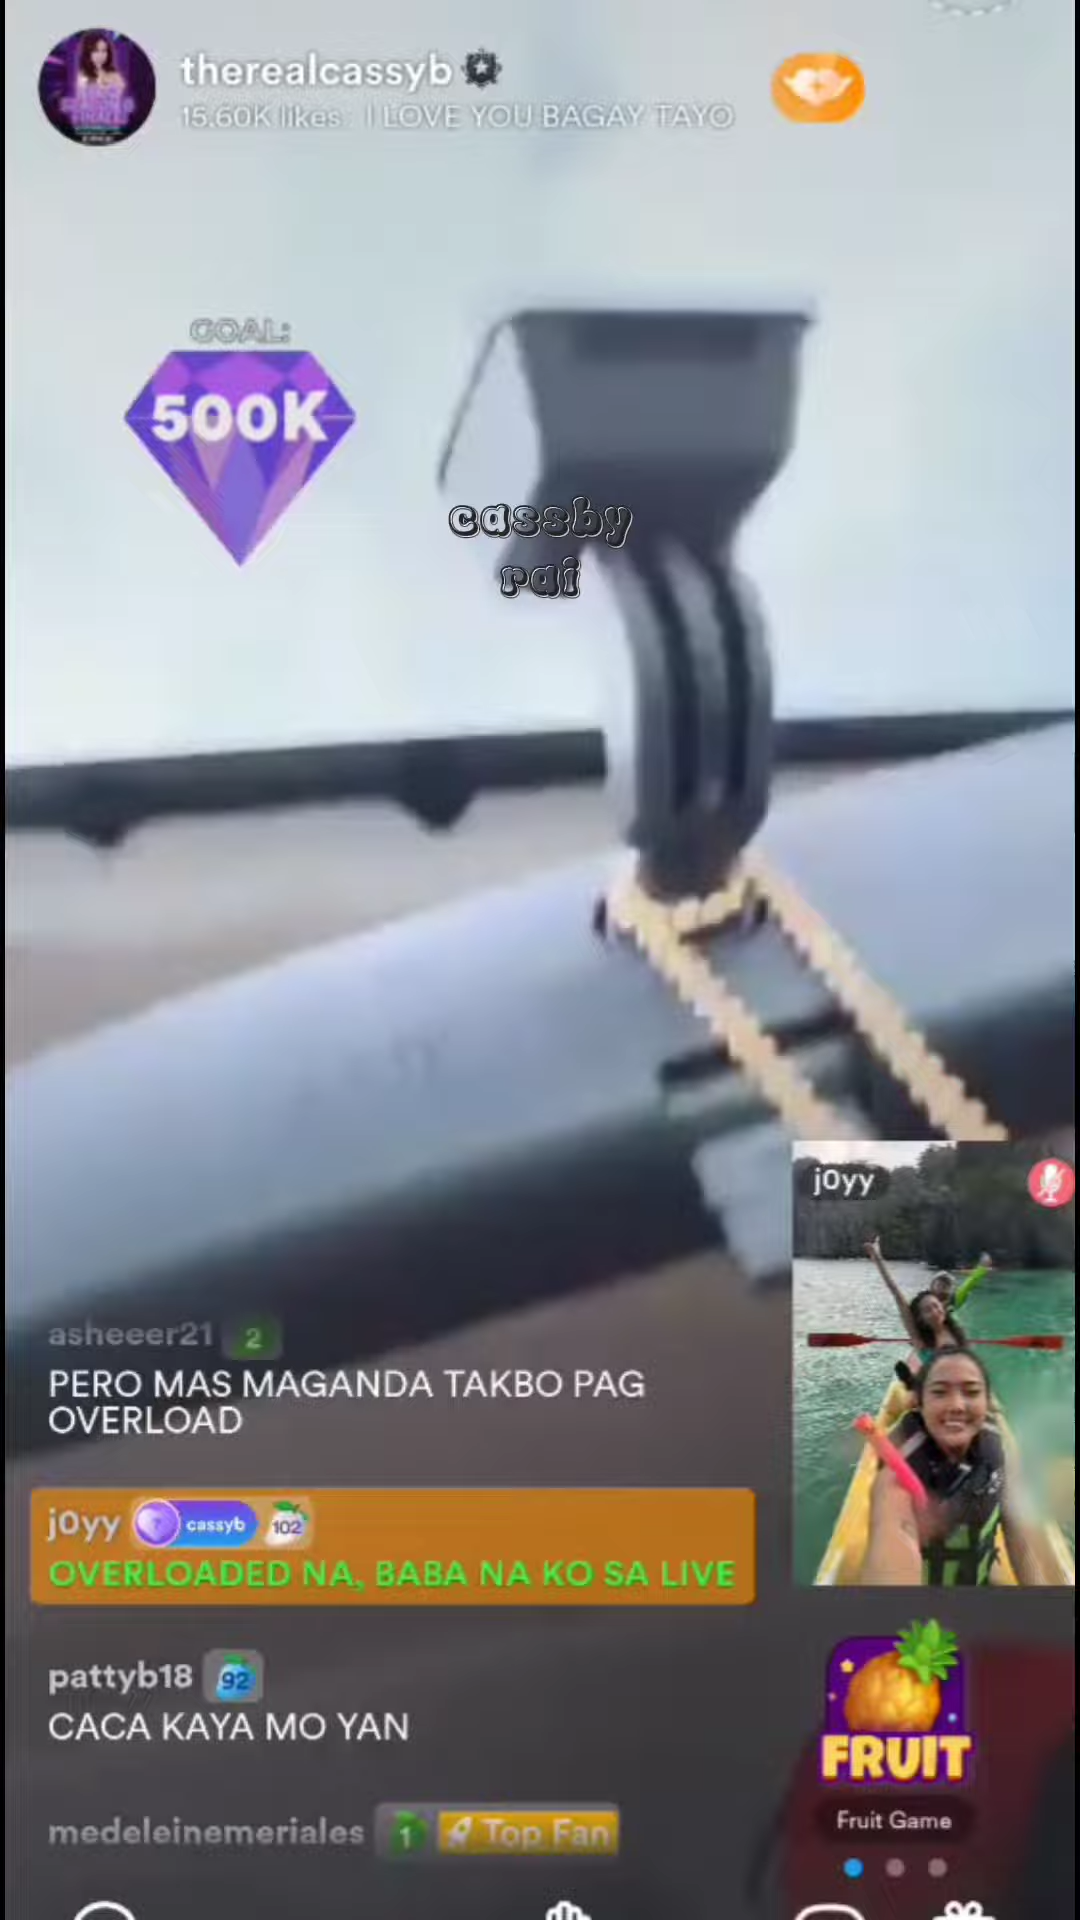 therealcassyb
15.60K likes I LOVE YOU BAGAY TAYO
GOAL:
500K
cassby
rai
j0yy
asheeer21 2
PERO MAS MAGANDA TAKBO PAG
OVERLOAD
j0yy cassyb 102
OVERLOADED NA, BABA NA KO SA LIVE
pattyb18 92
CACA KAYA MO YAN
FRUIT
Fruit Game
medeleinemeriales 1 Top Fan